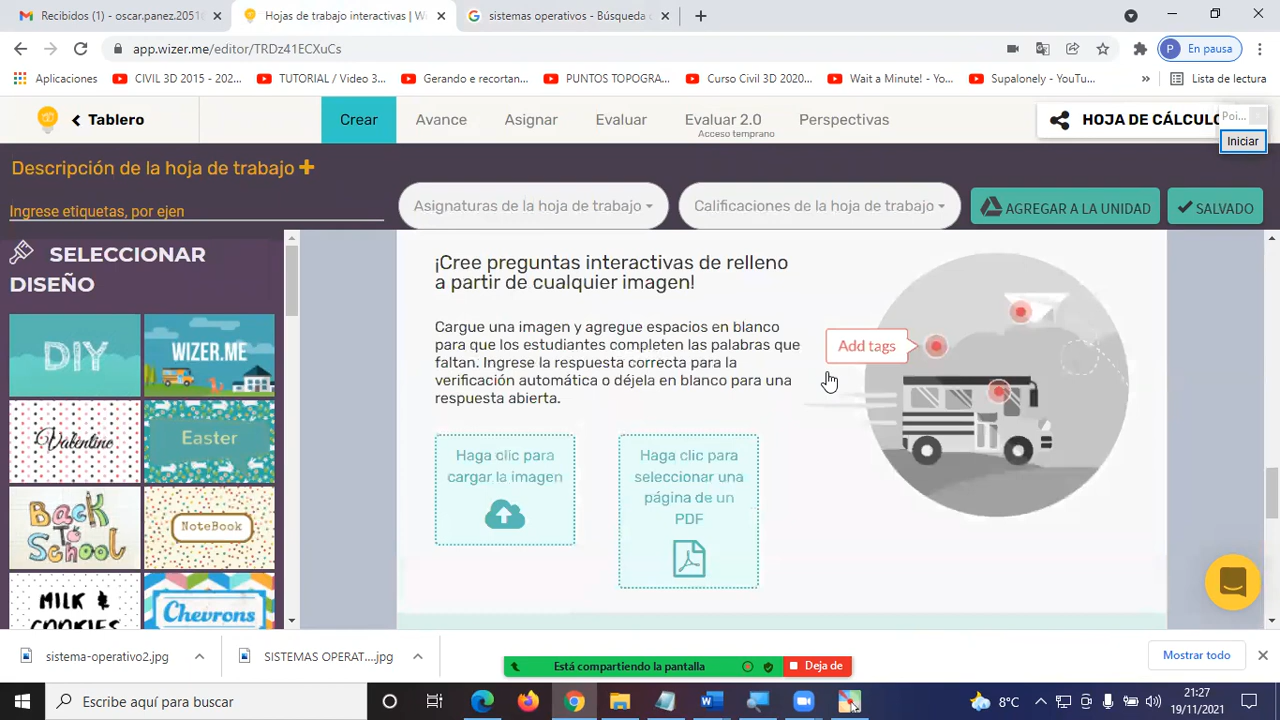 Recibidos (1) - oscar.panez.2051
Hojas de trabajo interactivas | W
sistemas operativos - Búsqueda
app.wizer.me/editor/TRDz41ECXuCs
En pausa
Aplicaciones
CIVIL 3D 2015 - 202...
TUTORIAL / Video 3...
Gerando e recortan...
PUNTOS TOPOGRA...
Curso Civil 3D 2020...
Wait a Minute! - Yo...
Supalonely - YouTu...
Lista de lectura
Tablero
Crear
Avance
Asignar
Evaluar
Evaluar 2.0
Acceso temprano
Perspectivas
HOJA DE CÁLCULO
Poi...
Iniciar
Descripción de la hoja de trabajo +
Ingrese etiquetas, por ejen
Asignaturas de la hoja de trabajo
Calificaciones de la hoja de trabajo
AGREGAR A LA UNIDAD
SALVADO
SELECCIONAR
DISEÑO
DIY
WIZER.ME
Valentine
Easter
Back to School
NoteBook
MILK &
COOKIES
Chevrons
¡Cree preguntas interactivas de relleno
a partir de cualquier imagen!
Cargue una imagen y agregue espacios en blanco
para que los estudiantes completen las palabras que
faltan. Ingrese la respuesta correcta para la
verificación automática o déjela en blanco para una
respuesta abierta.
Add tags
Haga clic para
cargar la imagen
Haga clic para
seleccionar una
página de un
PDF
sistema-operativo2.jpg
SISTEMAS OPERAT....jpg
Mostrar todo
Está compartiendo la pantalla
Deja de
Escribe aquí para buscar
8°C
21:27
19/11/2021